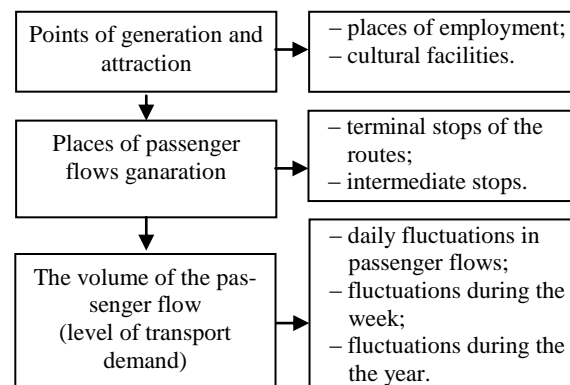 Points of generation and
attraction
– places of employment;
– cultural facilities.
Places of passenger
flows ganaration
– terminal stops of the
routes;
– intermediate stops.
The volume of the pas-
senger flow
(level of transport
demand)
– daily fluctuations in
passenger flows;
– fluctuations during the
week;
– fluctuations during the
the year.